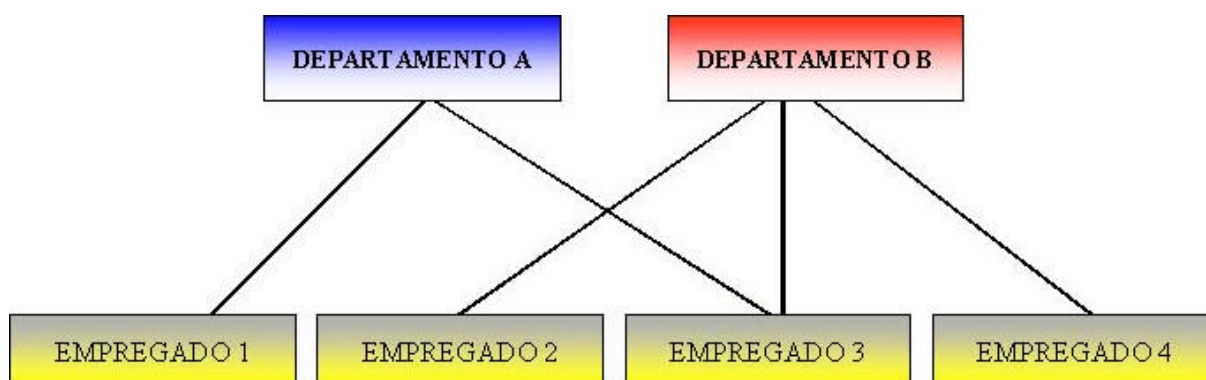 DEPARTAMENTO A
DEPARTAMENTO B
EMPREGADO 1
EMPREGADO 2
EMPREGADO 3
EMPREGADO 4